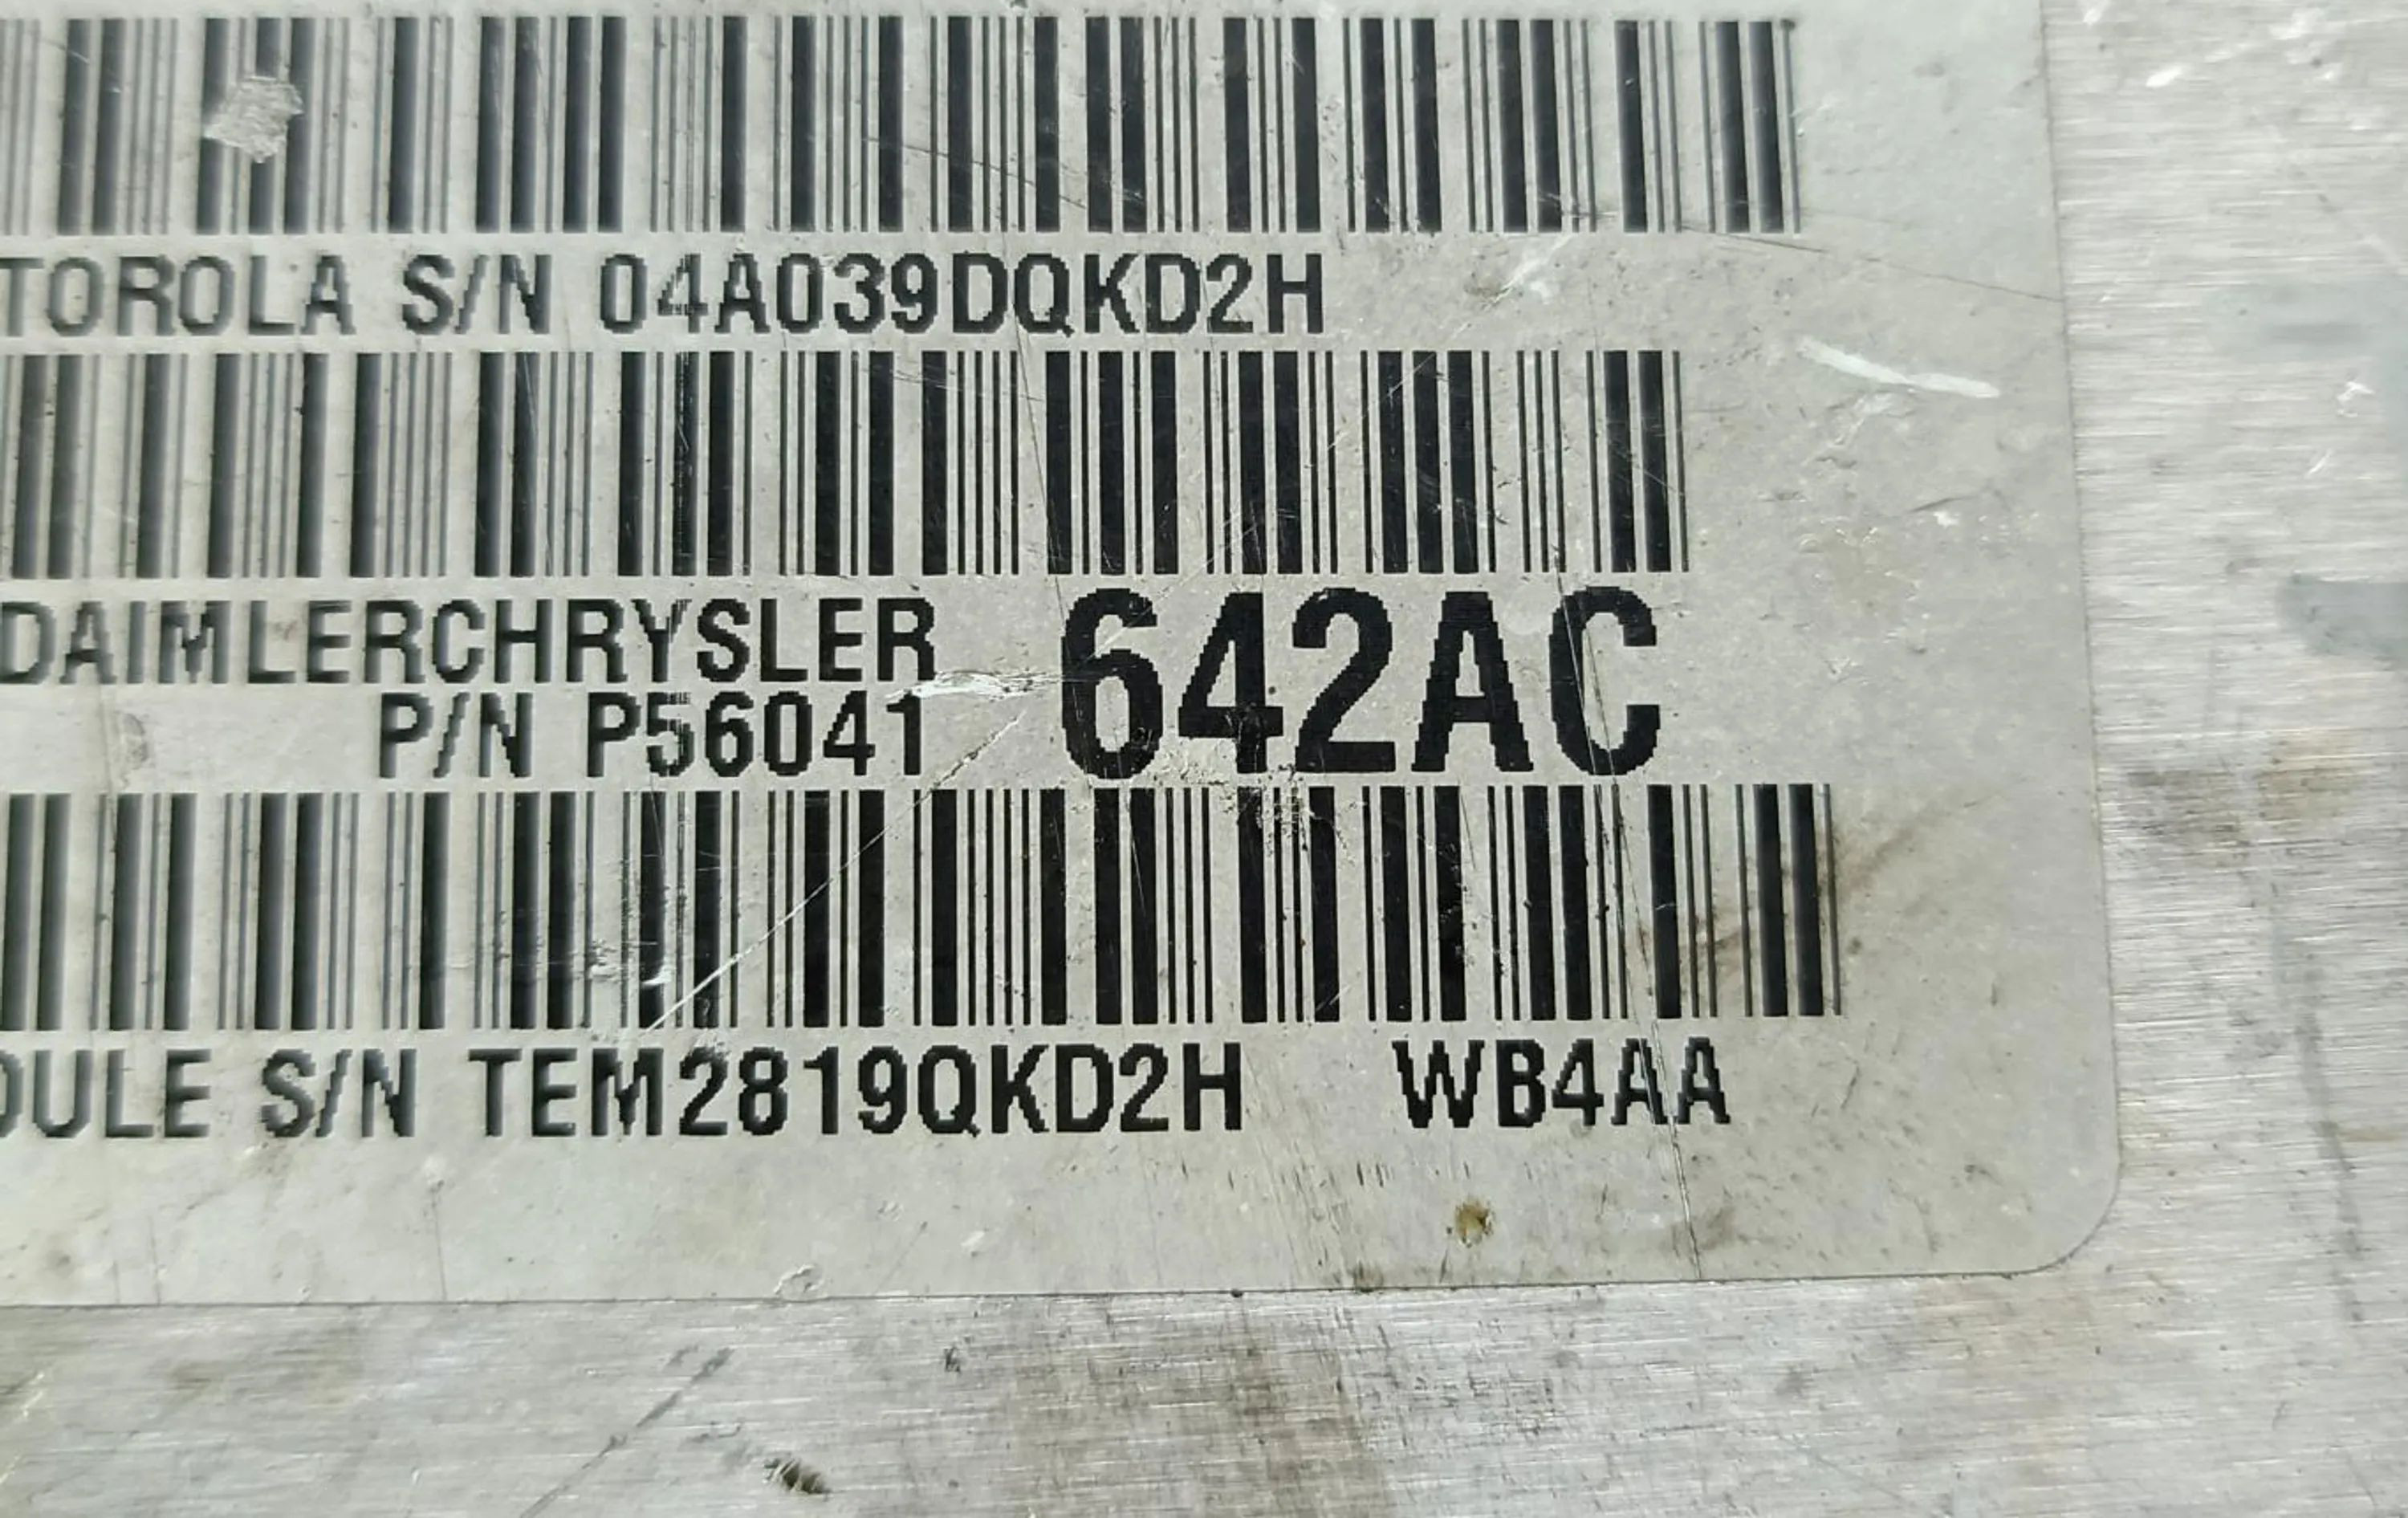 TOROLA S/N 04A039DQKD2H
DAIMLERCHRYSLER 642AC
P/N P56041
DULE S/N TEM2819QKD2H WB4AA